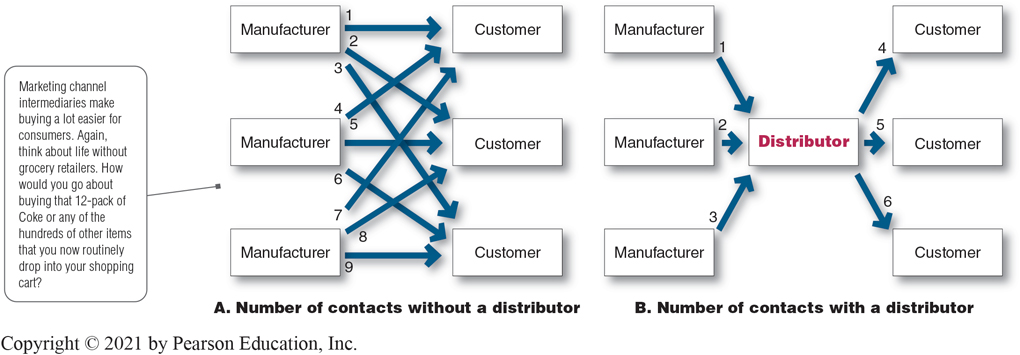 Marketing channel
intermediaries make
buying a lot easier for
consumers. Again,
think about life without
grocery retailers. How
would you go about
buying that 12-pack of
Coke or any of the
hundreds of other items
that you now routinely
drop into your shopping
cart?
Manufacturer
1
2
3
Customer
4
Manufacturer
5
6
Customer
7
Manufacturer
8
9
Customer
A. Number of contacts without a distributor
Manufacturer
1
4
Customer
Manufacturer
2
Distributor
5
Customer
Manufacturer
3
6
Customer
B. Number of contacts with a distributor
Copyright © 2021 by Pearson Education, Inc.